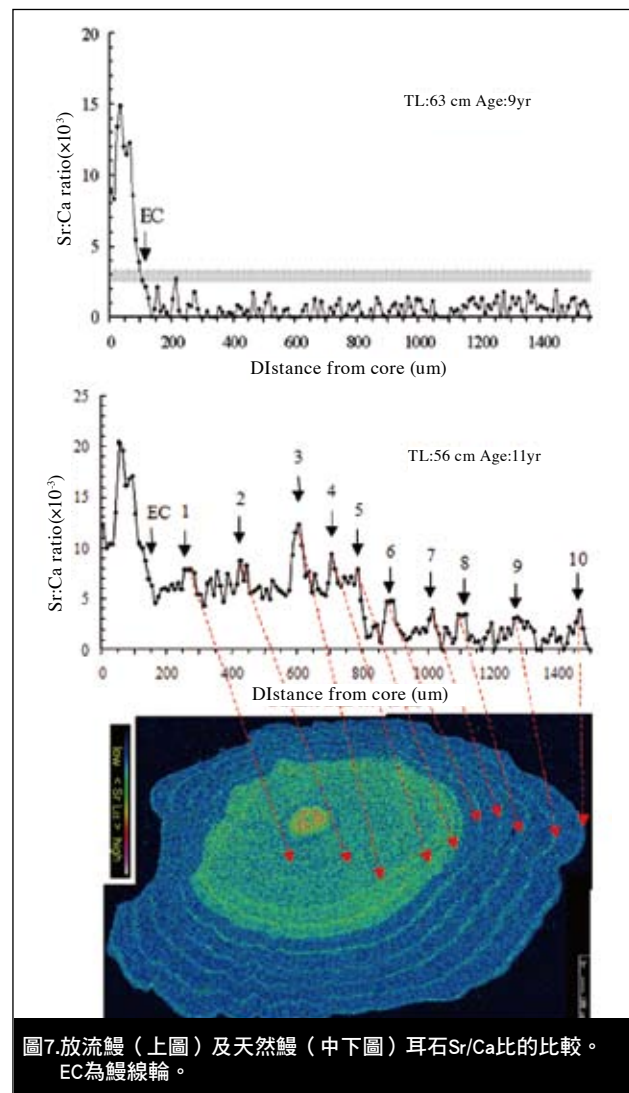 20
15
10
5
0
Sr:Ca ratio(×10³)
TL:63 cm Age:9yr
EC
0 200 400 600 800 1000 1200 1400
DIstance from core (um)
25
20
15
10
5
0
Sr:Ca ratio(×10⁻³)
TL:56 cm Age:11yr
EC 1 2 3 4 5 6 7 8 9 10
0 200 400 600 800 1000 1200 1400
DIstance from core (um)
low < Sr Lα > high
圖7.放流鰻（上圖）及天然鰻（中下圖）耳石Sr/Ca比的比較。
EC為鰻線輪。